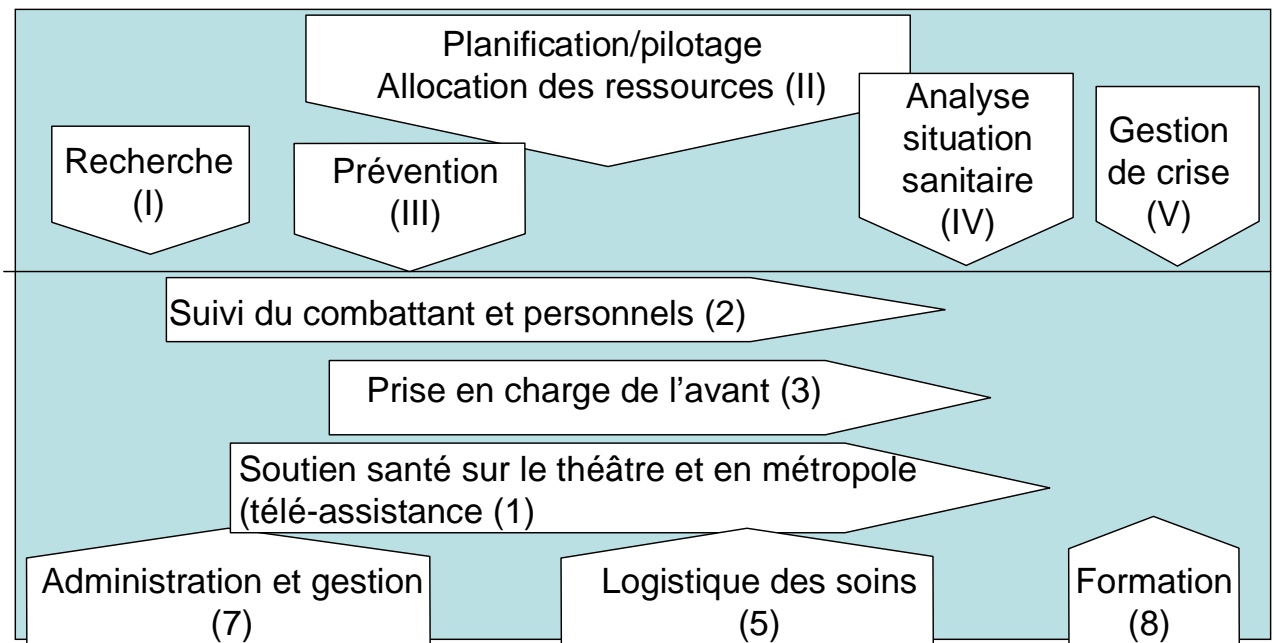 Planification/pilotage
Allocation des ressources (II)
Recherche
(I)
Prévention
(III)
Analyse
situation
sanitaire
(IV)
Gestion
de crise
(V)
Suivi du combattant et personnels (2)
Prise en charge de l’avant (3)
Soutien santé sur le théâtre et en métropole
(télé-assistance (1)
Administration et gestion
(7)
Logistique des soins
(5)
Formation
(8)